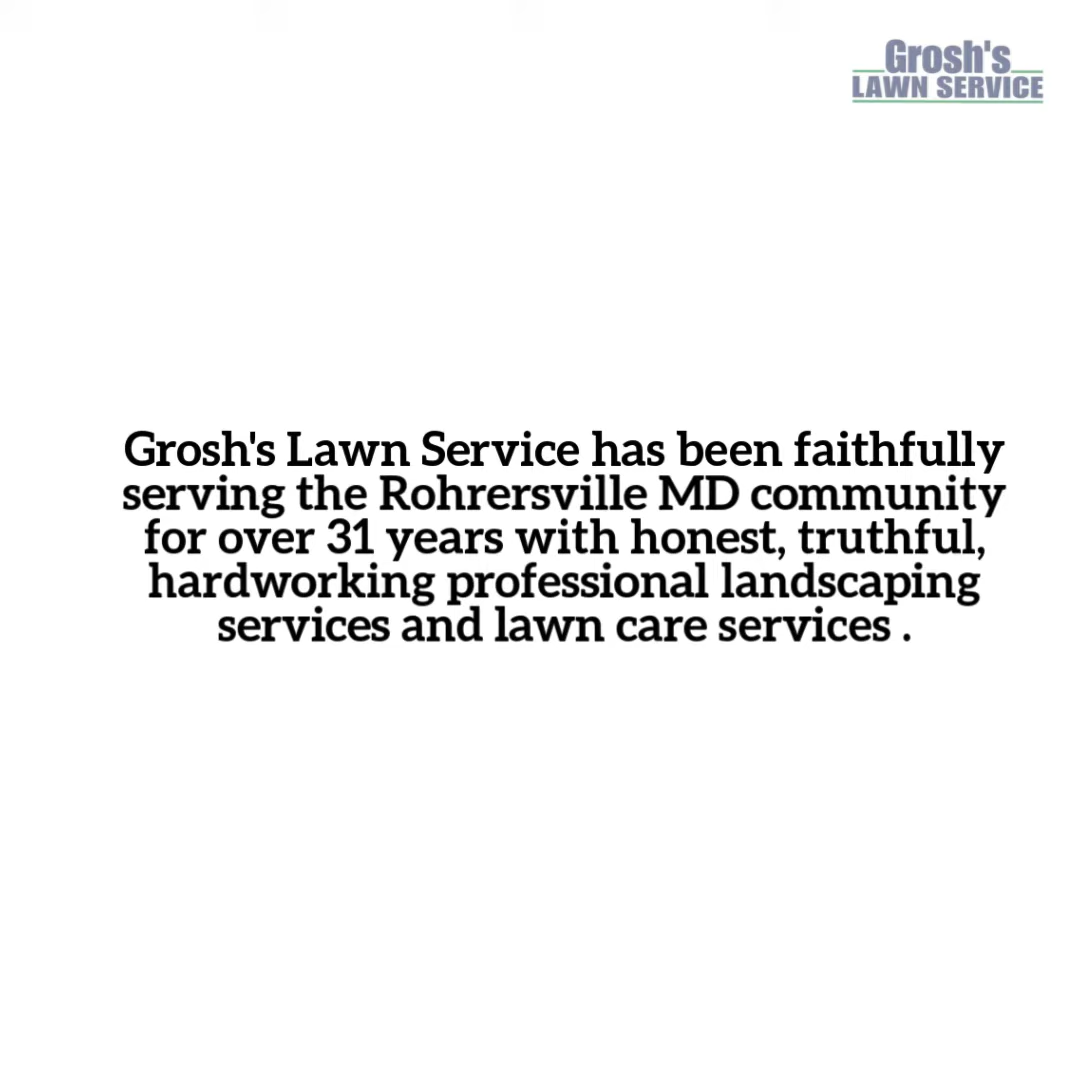 Grosh's
LAWN SERVICE
Grosh's Lawn Service has been faithfully
serving the Rohrersville MD community
for over 31 years with honest, truthful,
hardworking professional landscaping
services and lawn care services .